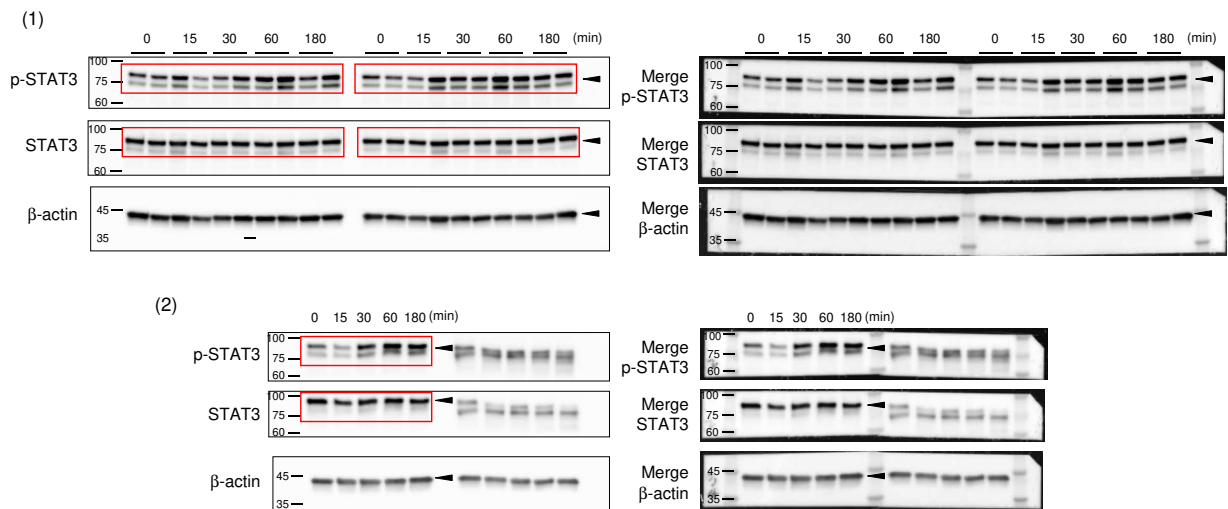 (1)
0 15 30 60 180 (min) 0 15 30 60 180 (min)
p-STAT3
100
75
60
STAT3
100
75
60
β-actin
45
35
0 15 30 60 180 0 15 30 60 180 (min)
Merge
p-STAT3
100
75
60
Merge
STAT3
100
75
60
Merge
β-actin
45
35
(2)
0 15 30 60 180 (min)
p-STAT3
100
75
60
STAT3
100
75
60
β-actin
45
35
0 15 30 60 180 (min)
Merge
p-STAT3
100
75
60
Merge
STAT3
100
75
60
Merge
β-actin
45
35